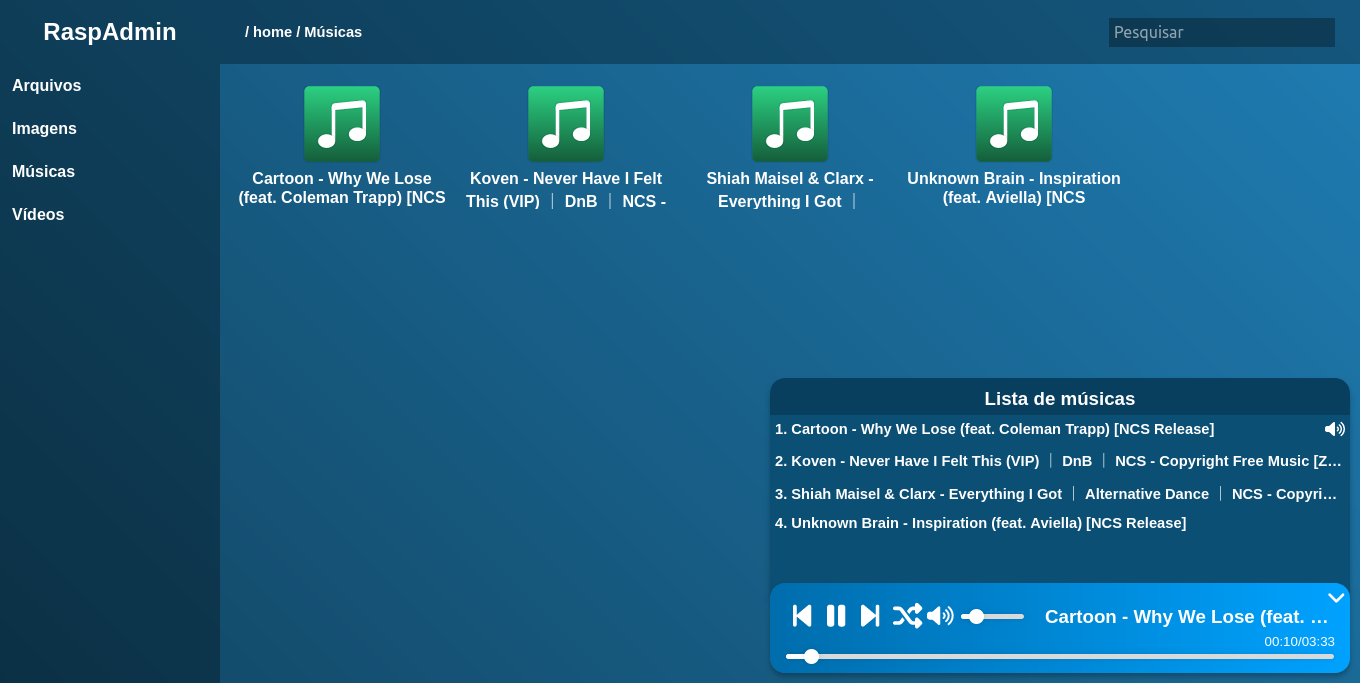 RaspAdmin
/ home / Músicas
Pesquisar
Arquivos
Imagens
Músicas
Vídeos
Cartoon - Why We Lose
(feat. Coleman Trapp) [NCS
Koven - Never Have I Felt
This (VIP) ｜ DnB ｜ NCS -
Shiah Maisel & Clarx -
Everything I Got ｜
Unknown Brain - Inspiration
(feat. Aviella) [NCS
Lista de músicas
1. Cartoon - Why We Lose (feat. Coleman Trapp) [NCS Release]
2. Koven - Never Have I Felt This (VIP) ｜ DnB ｜ NCS - Copyright Free Music [Z…
3. Shiah Maisel & Clarx - Everything I Got ｜ Alternative Dance ｜ NCS - Copyri…
4. Unknown Brain - Inspiration (feat. Aviella) [NCS Release]
Cartoon - Why We Lose (feat. …
00:10/03:33